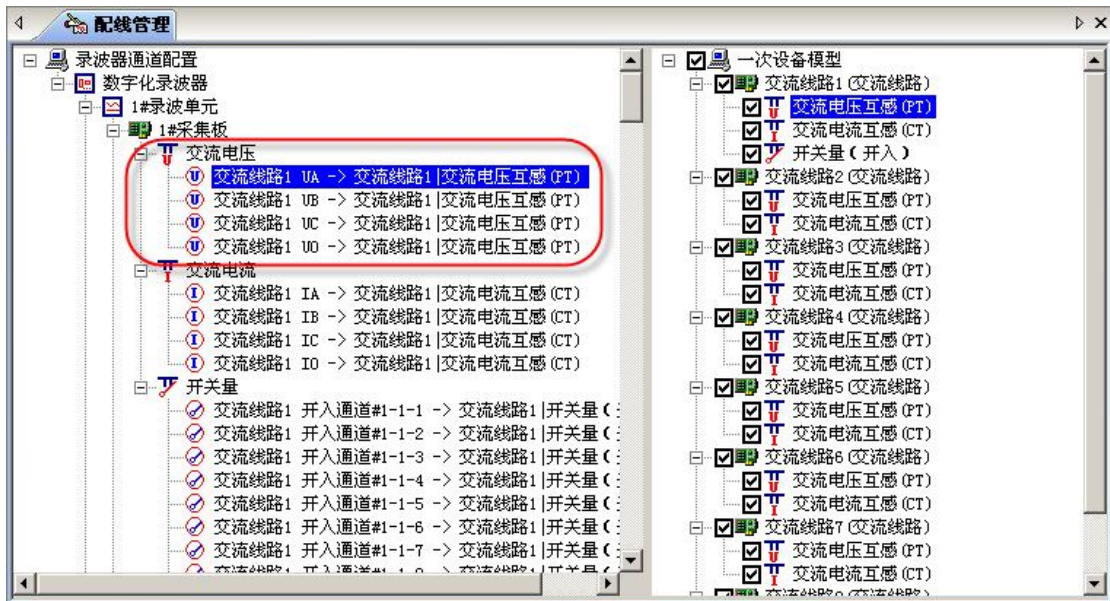 配线管理
录波器通道配置
数字化录波器
1#录波单元
1#采集板
交流电压
交流线路1 UA -> 交流线路1|交流电压互感(PT)
交流线路1 UB -> 交流线路1|交流电压互感(PT)
交流线路1 UC -> 交流线路1|交流电压互感(PT)
交流线路1 UO -> 交流线路1|交流电压互感(PT)
交流电流
交流线路1 IA -> 交流线路1|交流电流互感(CT)
交流线路1 IB -> 交流线路1|交流电流互感(CT)
交流线路1 IC -> 交流线路1|交流电流互感(CT)
交流线路1 IO -> 交流线路1|交流电流互感(CT)
开关量
交流线路1 开入通道#1-1-1 -> 交流线路1|开关量(
交流线路1 开入通道#1-1-2 -> 交流线路1|开关量(
交流线路1 开入通道#1-1-3 -> 交流线路1|开关量(
交流线路1 开入通道#1-1-4 -> 交流线路1|开关量(
交流线路1 开入通道#1-1-5 -> 交流线路1|开关量(
交流线路1 开入通道#1-1-6 -> 交流线路1|开关量(
交流线路1 开入通道#1-1-7 -> 交流线路1|开关量(
一次设备模型
交流线路1(交流线路)
交流电压互感(PT)
交流电流互感(CT)
开关量(开入)
交流线路2(交流线路)
交流电压互感(PT)
交流电流互感(CT)
交流线路3(交流线路)
交流电压互感(PT)
交流电流互感(CT)
交流线路4(交流线路)
交流电压互感(PT)
交流电流互感(CT)
交流线路5(交流线路)
交流电压互感(PT)
交流电流互感(CT)
交流线路6(交流线路)
交流电压互感(PT)
交流电流互感(CT)
交流线路7(交流线路)
交流电压互感(PT)
交流电流互感(CT)